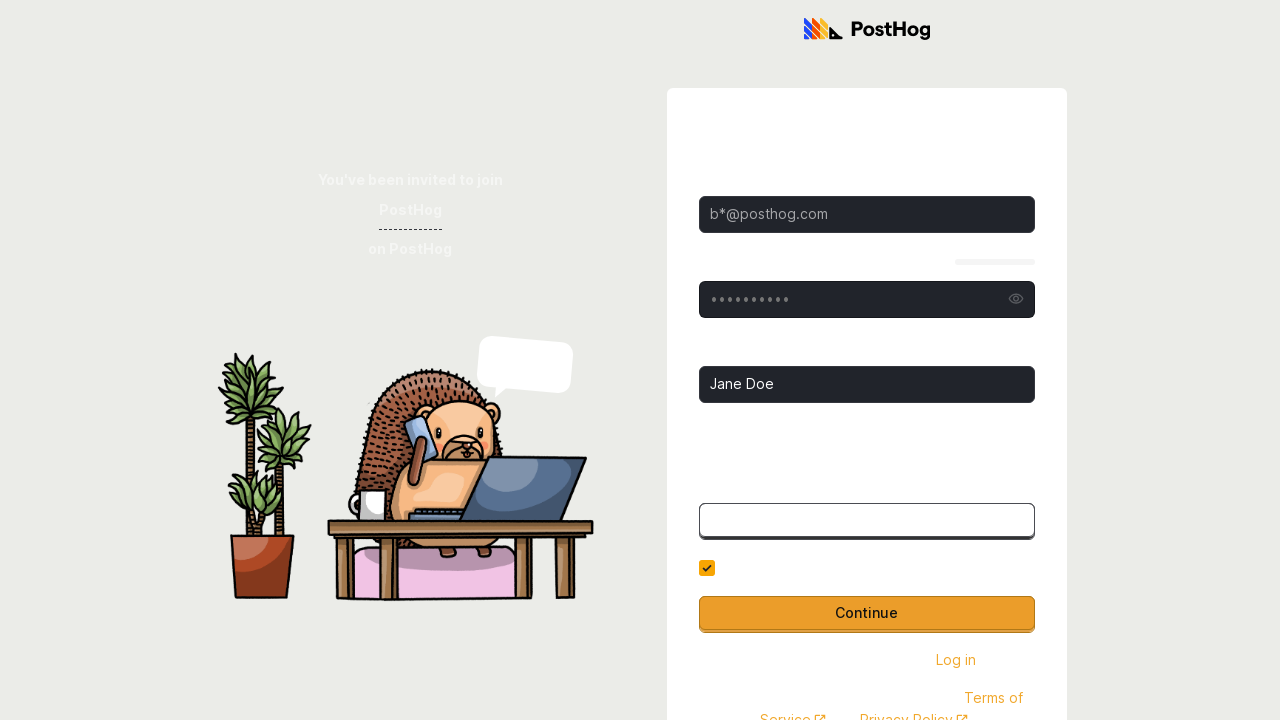 PostHog
You've been invited to join
PostHog
on PostHog
b*@posthog.com
••••••••••
Jane Doe
Continue
Log in
Terms of
Service Privacy Policy